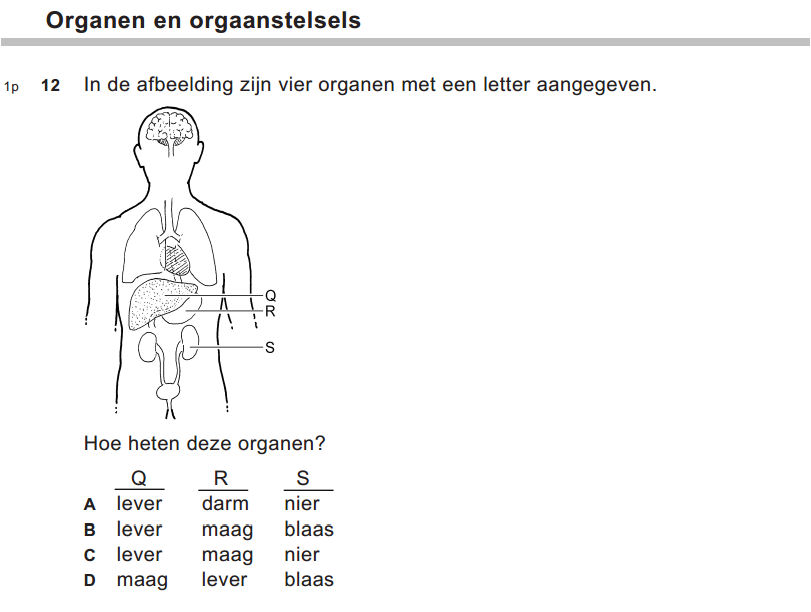 Organen en orgaanstelsels
1p 12 In de afbeelding zijn vier organen met een letter aangegeven.
Q
R
S
Hoe heten deze organen?
Q R S
A lever darm nier
B lever maag blaas
C lever maag nier
D maag lever blaas